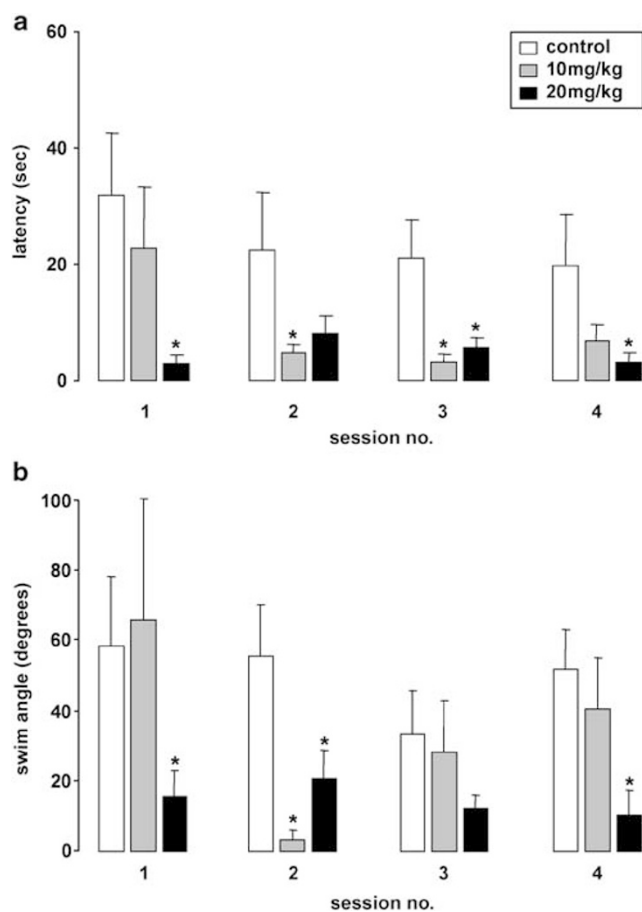 a
60
control
10mg/kg
20mg/kg
40
latency (sec)
20
*
* *
*
*
0
1 2 3 4
session no.
b
100
80
60
swim angle (degrees)
40
*
*
*
20
*
0
1 2 3 4
session no.